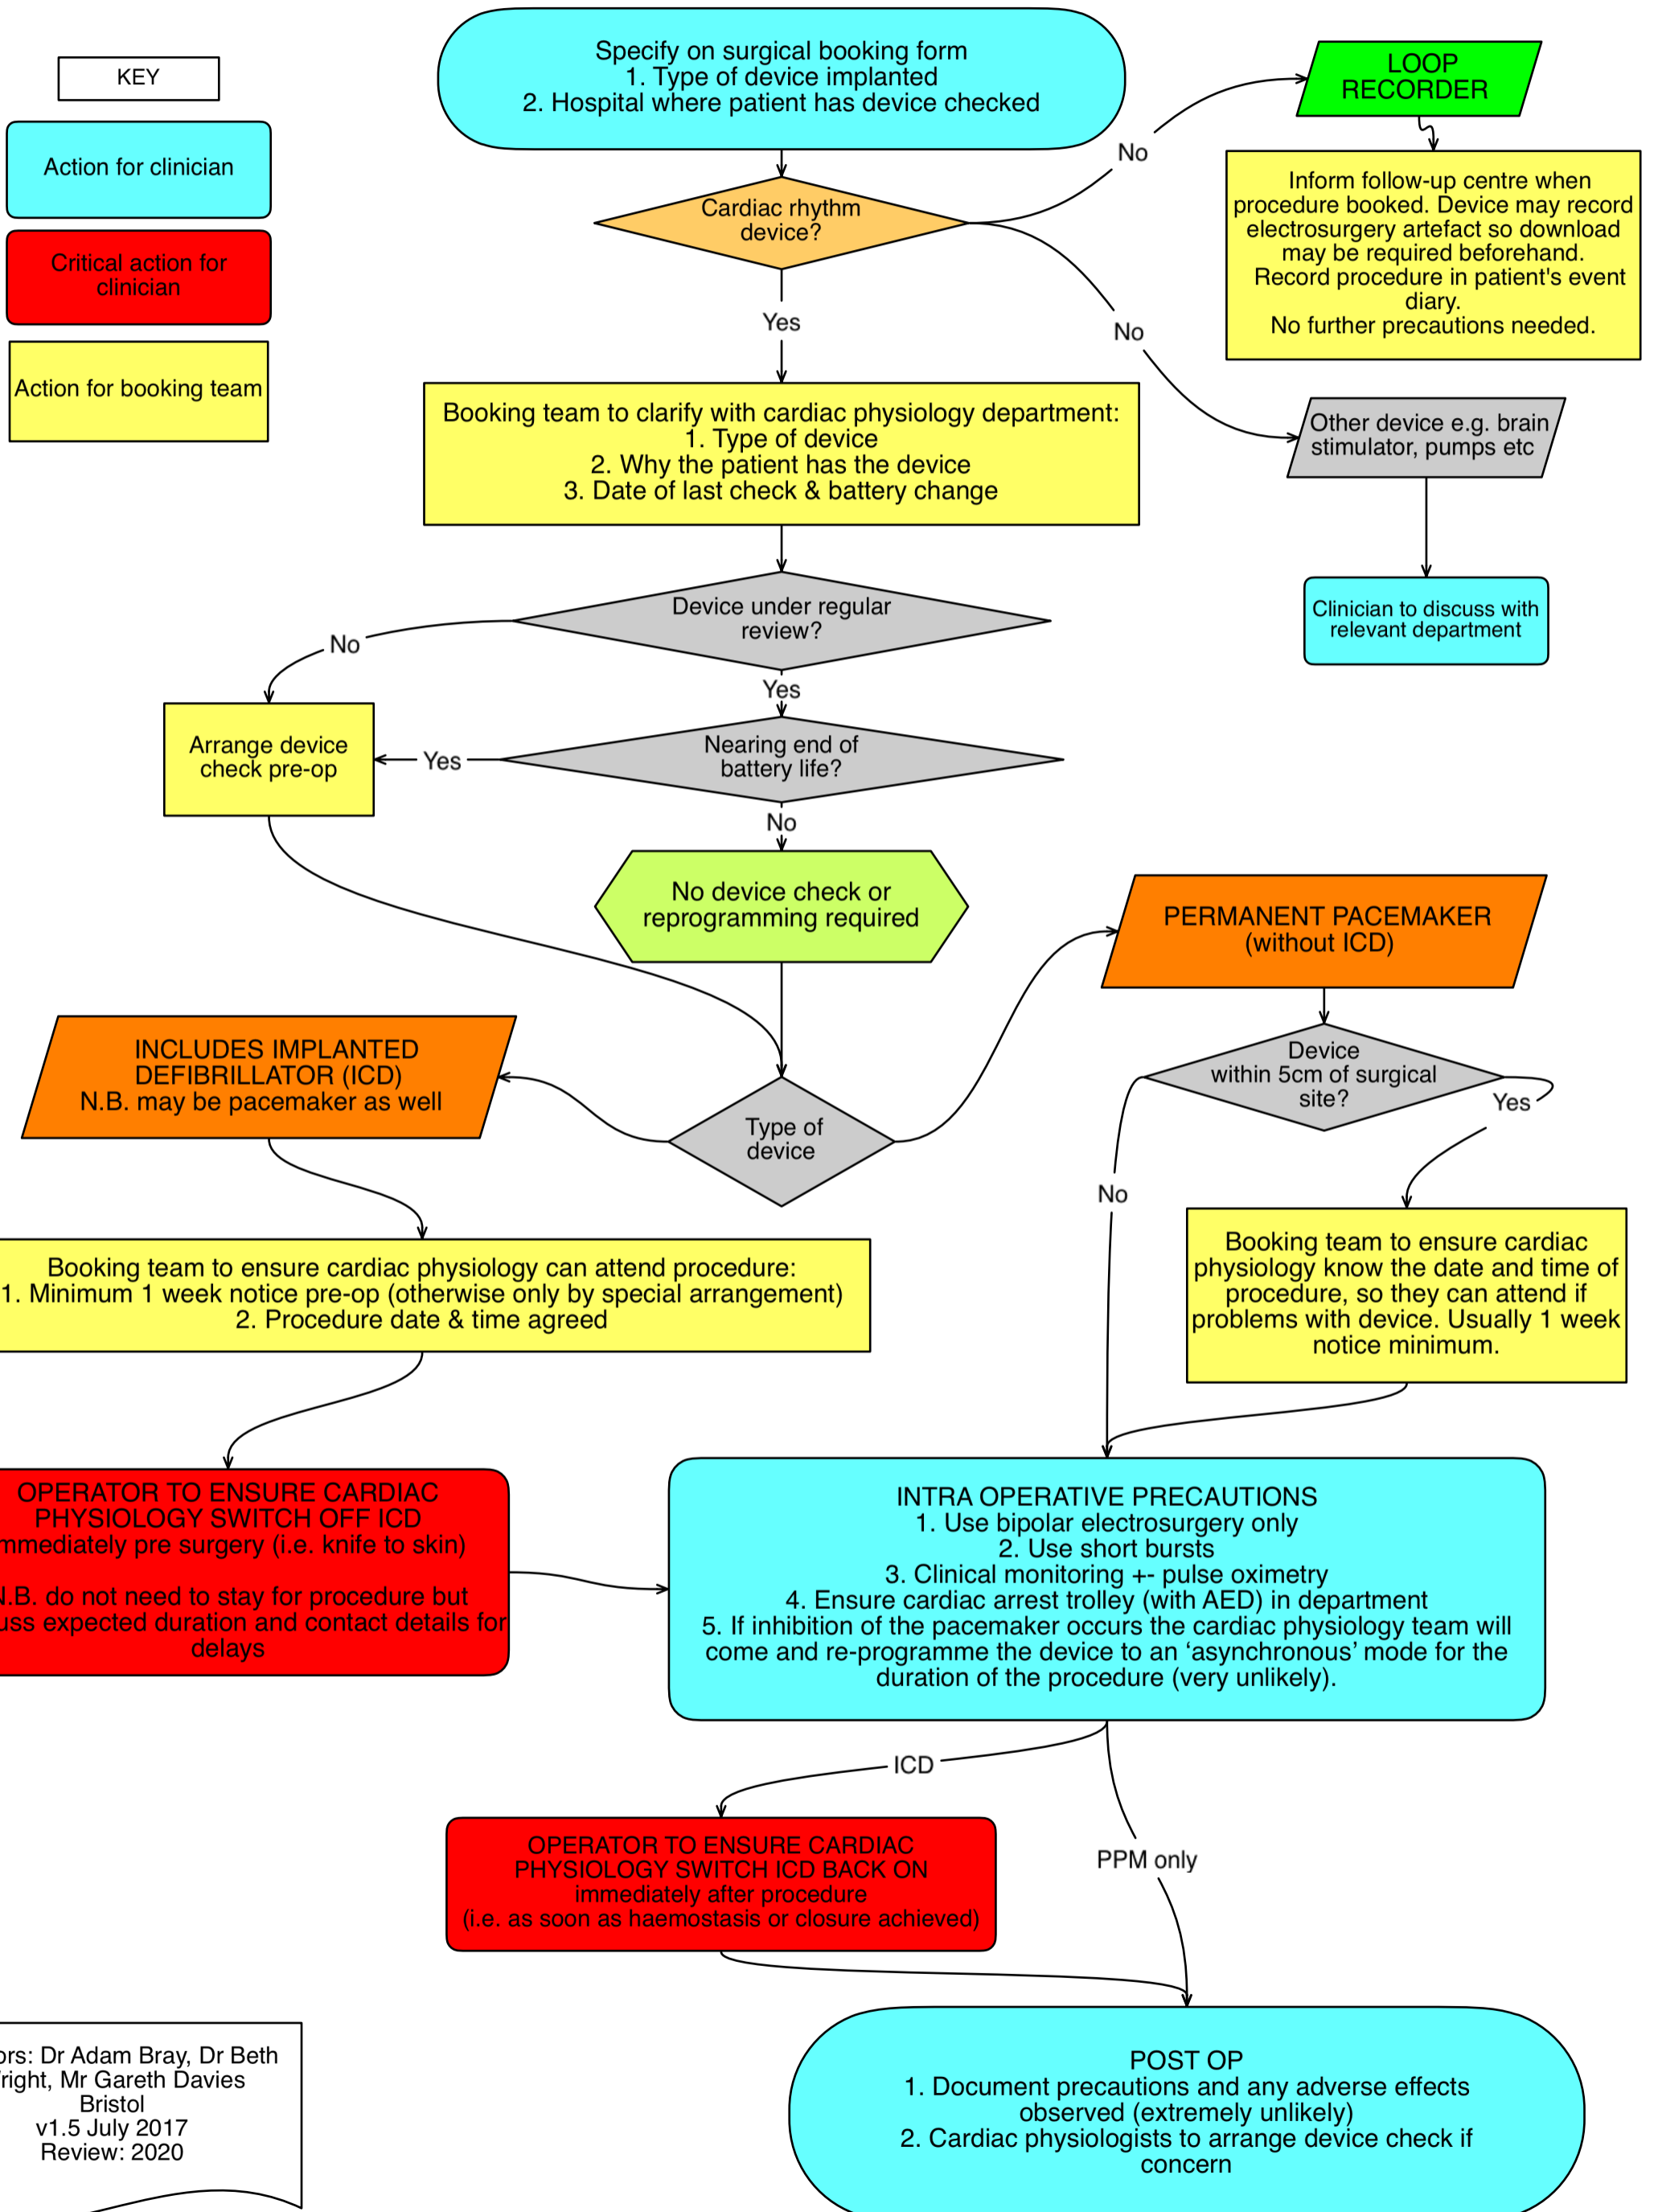 KEY
Action for clinician
Critical action for
clinician
Action for booking team
Specify on surgical booking form
1. Type of device implanted
2. Hospital where patient has device checked
Cardiac rhythm
device?
No
LOOP
RECORDER
Inform follow-up centre when
procedure booked. Device may record
electrosurgery artefact so download
may be required beforehand.
Record procedure in patient's event
diary.
No further precautions needed.
No
Other device e.g. brain
stimulator, pumps etc
Clinician to discuss with
relevant department
Yes
Booking team to clarify with cardiac physiology department:
1. Type of device
2. Why the patient has the device
3. Date of last check & battery change
Device under regular
review?
No
Yes
Arrange device
check pre-op
Yes
Nearing end of
battery life?
No
No device check or
reprogramming required
Type of
device
INCLUDES IMPLANTED
DEFIBRILLATOR (ICD)
N.B. may be pacemaker as well
PERMANENT PACEMAKER
(without ICD)
Device
within 5cm of surgical
site?
Yes
No
Booking team to ensure cardiac
physiology know the date and time of
procedure, so they can attend if
problems with device. Usually 1 week
notice minimum.
Booking team to ensure cardiac physiology can attend procedure:
1. Minimum 1 week notice pre-op (otherwise only by special arrangement)
2. Procedure date & time agreed
OPERATOR TO ENSURE CARDIAC
PHYSIOLOGY SWITCH OFF ICD
mmediately pre surgery (i.e. knife to skin)
.B. do not need to stay for procedure but
uss expected duration and contact details for
delays
INTRA OPERATIVE PRECAUTIONS
1. Use bipolar electrosurgery only
2. Use short bursts
3. Clinical monitoring +- pulse oximetry
4. Ensure cardiac arrest trolley (with AED) in department
5. If inhibition of the pacemaker occurs the cardiac physiology team will
come and re-programme the device to an ‘asynchronous’ mode for the
duration of the procedure (very unlikely).
ICD
PPM only
OPERATOR TO ENSURE CARDIAC
PHYSIOLOGY SWITCH ICD BACK ON
immediately after procedure
(i.e. as soon as haemostasis or closure achieved)
POST OP
1. Document precautions and any adverse effects
observed (extremely unlikely)
2. Cardiac physiologists to arrange device check if
concern
ors: Dr Adam Bray, Dr Beth
right, Mr Gareth Davies
Bristol
v1.5 July 2017
Review: 2020